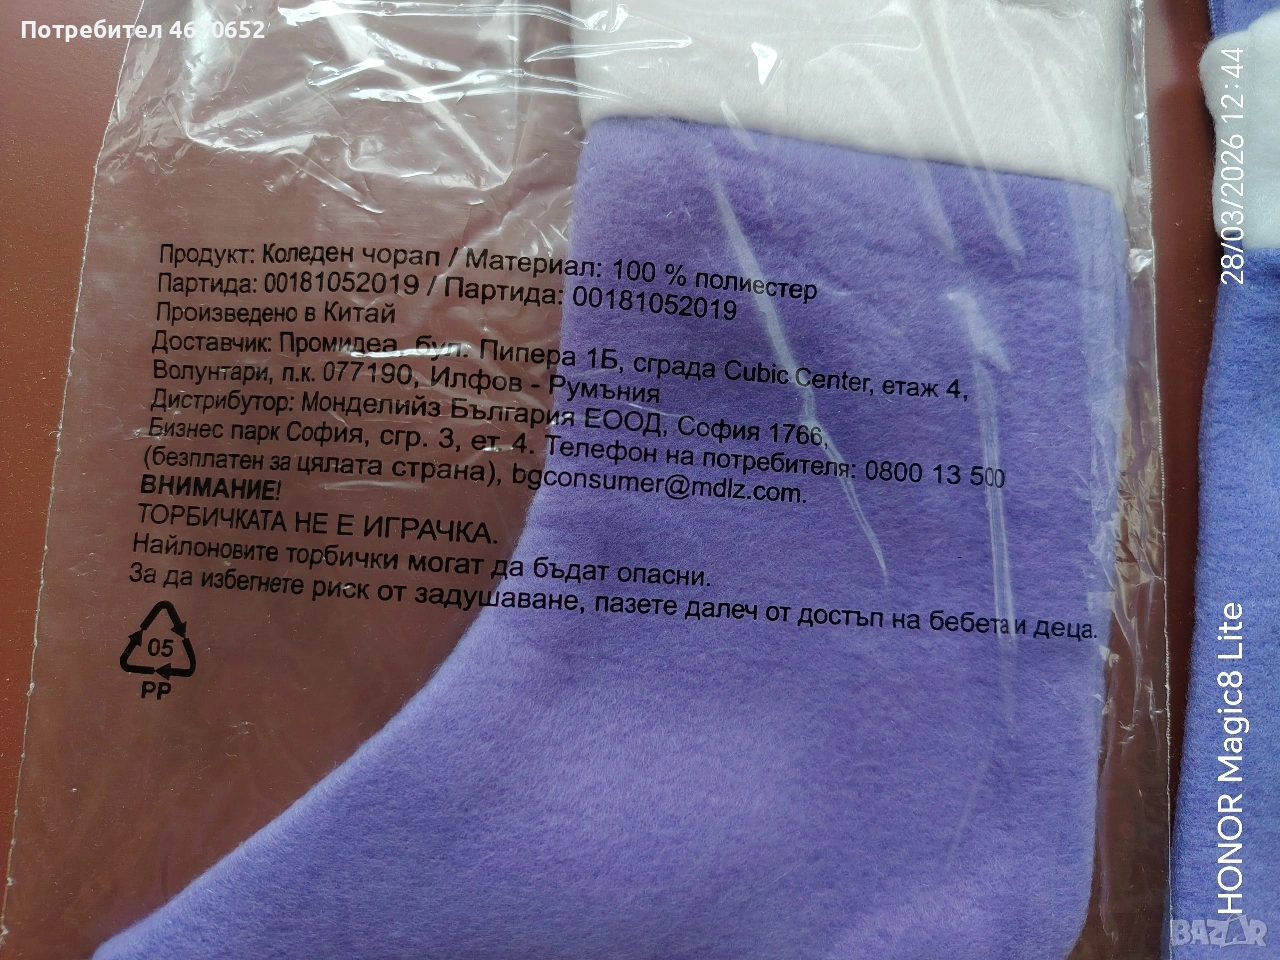 Потребител 4670652
Продукт: Коледен чорап / Материал: 100 % полиестер
Партида: 00181052019 / Партида: 00181052019
Произведено в Китай
Доставчик: Промидеа, бул. Пипера 1Б, сграда Cubic Center, етаж 4,
Волунтари, п.к. 077190, Илфов - Румъния
Дистрибутор: Монделийз България ЕООД, София 1766,
Бизнес парк София, сгр. 3, ет. 4. Телефон на потребителя: 0800 13 500
(безплатен за цялата страна), bgconsumer@mdlz.com.
ВНИМАНИЕ!
ТОРБИЧКАТА НЕ Е ИГРАЧКА.
Найлоновите торбички могат да бъдат опасни.
За да избегнете риск от задушаване, пазете далеч от достъп на бебета и деца.
05
PP
28/03/2026 12:44
HONOR Magic8 Lite
BAZAR